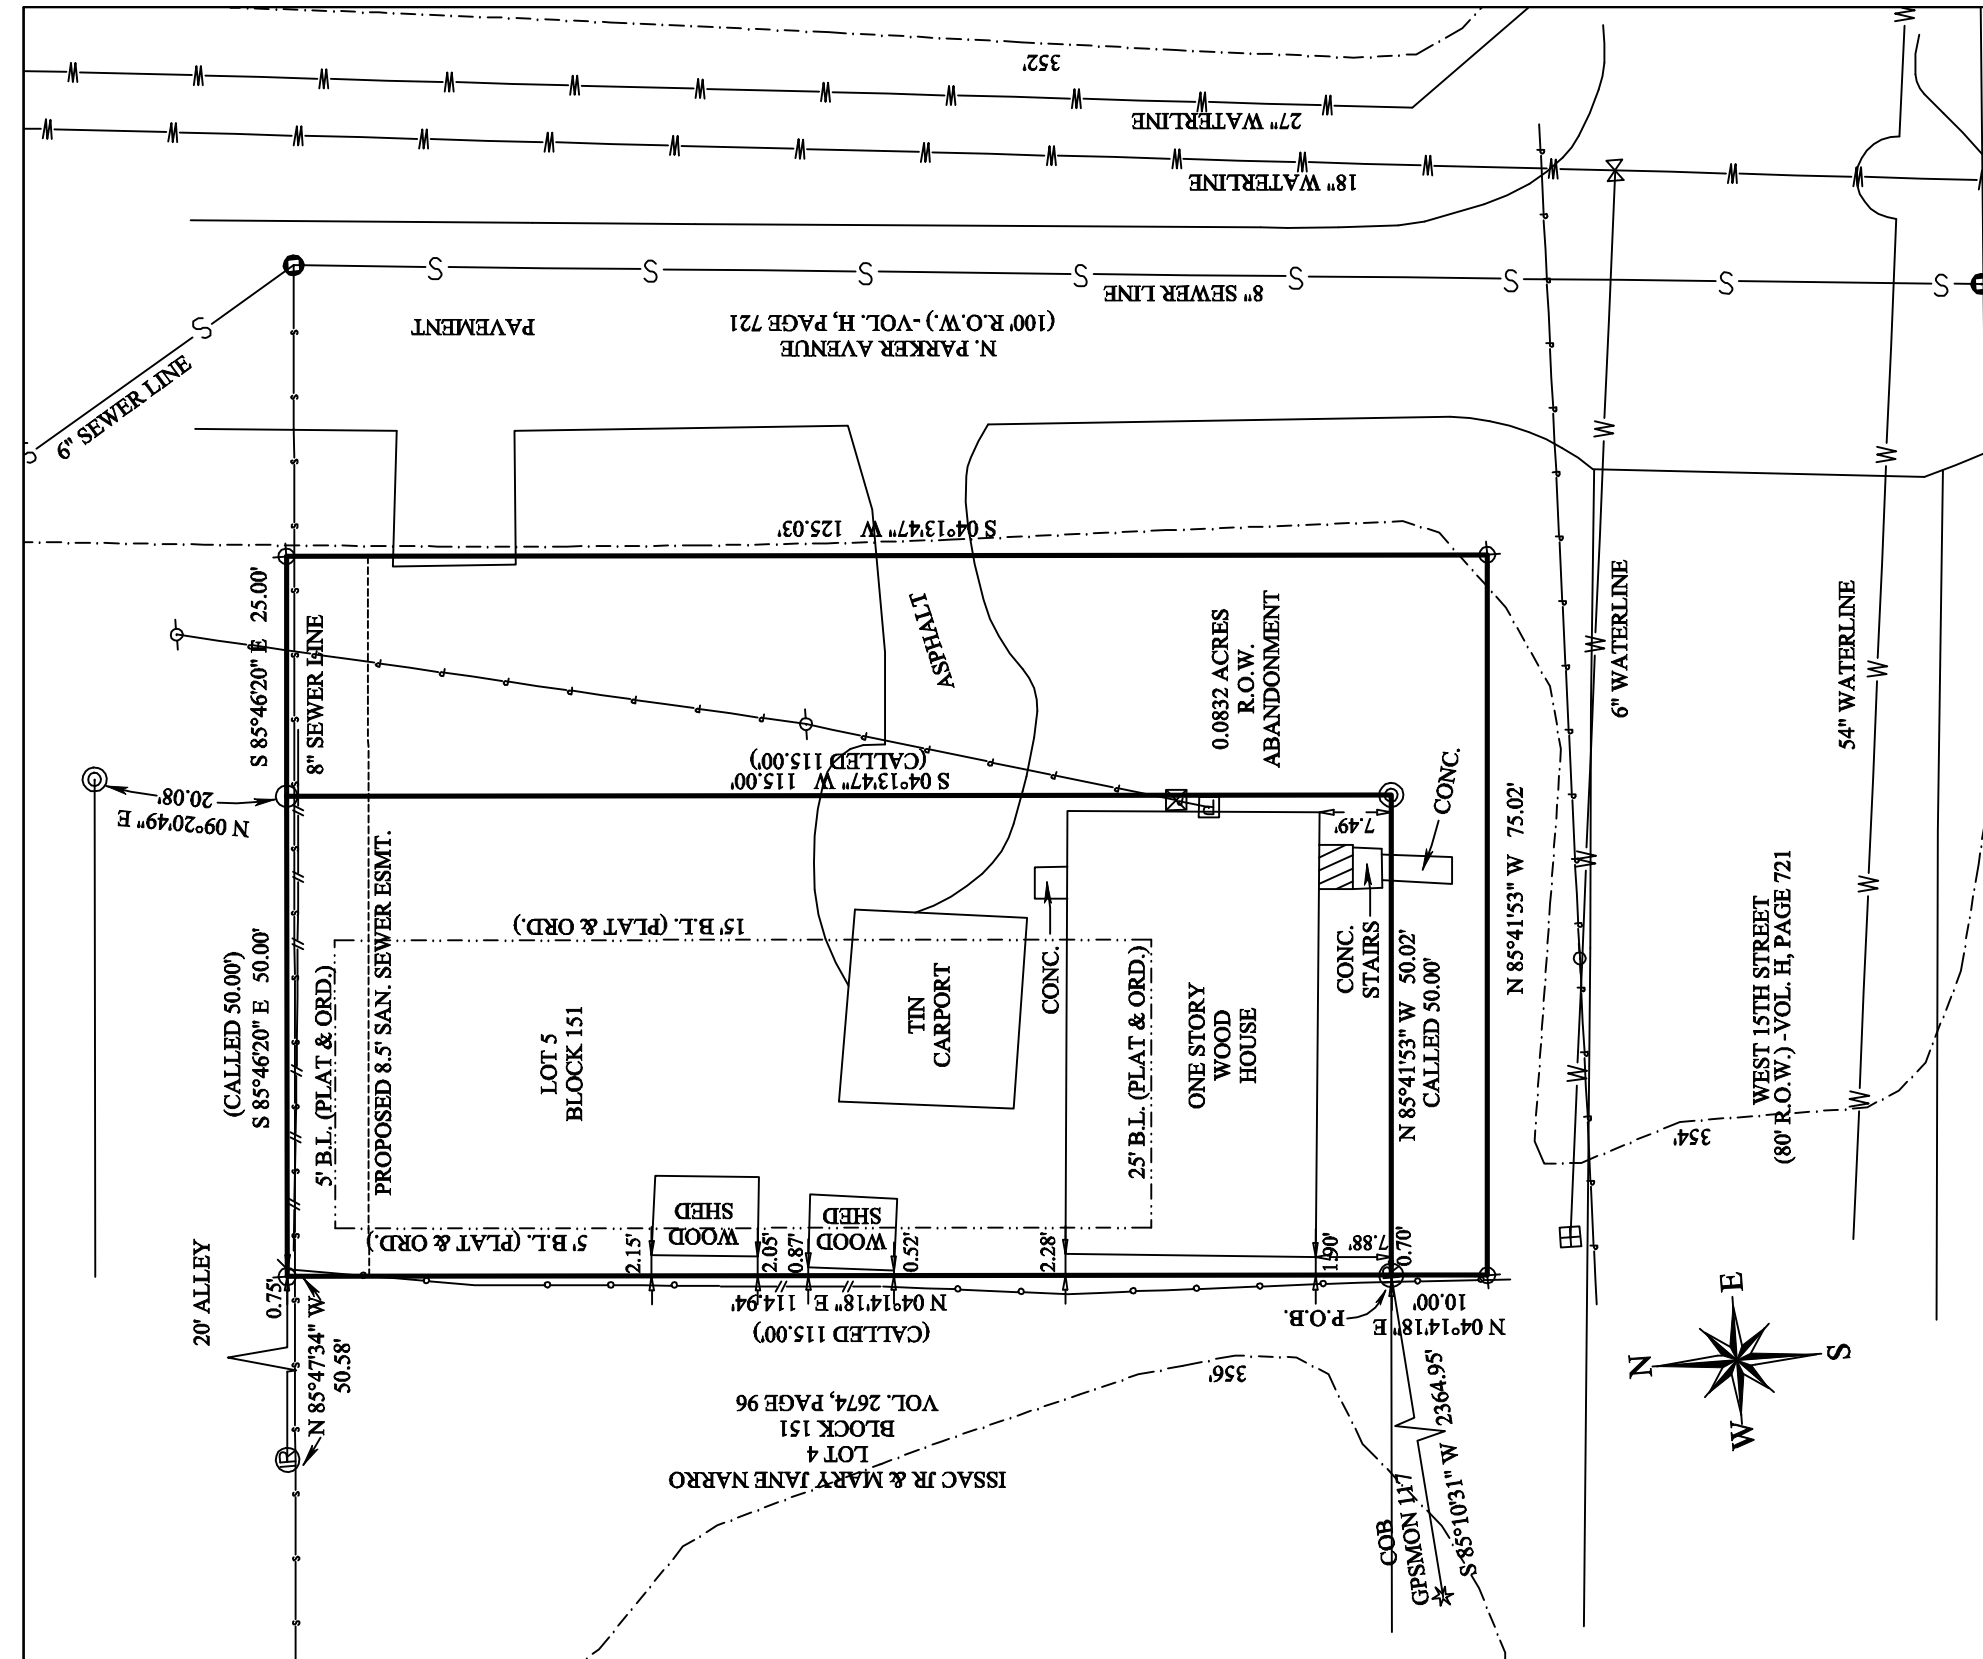 352'
27" WATERLINE
18" WATERLINE
8" SEWER LINE
(100' R.O.W.) -VOL. H, PAGE 721
N. PARKER AVENUE
PAVEMENT
6" SEWER LINE
S 04°13'47" W 125.03'
S 85°46'20" E 25.00'
8" SEWER LINE
ASPHALT
0.0832 ACRES
R.O.W.
ABANDONMENT
6" WATERLINE
54" WATERLINE
(CALLED 115.00')
S 04°13'47" W 115.00'
20.08'
N 09°20'49" E
7.49'
CONC.
N 85°41'53" W 75.02'
15' B.L. (PLAT & ORD.)
(CALLED 50.00')
S 85°46'20" E 50.00'
5' B.L. (PLAT & ORD.)
PROPOSED 8.5' SAN. SEWER ESMT.
LOT 5
BLOCK 151
TIN
CARPORT
CONC.
25' B.L. (PLAT & ORD.)
ONE STORY
WOOD
HOUSE
CONC.
STAIRS
N 85°41'53" W 50.02'
CALLED 50.00'
WEST 15TH STREET
(80' R.O.W.) -VOL. H, PAGE 721
354'
WOOD
SHED
WOOD
SHED
5' B.L. (PLAT & ORD.)
2.15'
2.05'
0.87'
0.52'
2.28'
1.90'
7.88'
0.70'
20' ALLEY
0.75'
N 85°47'34" W
50.58'
N 04°14'18" E 114.94'
(CALLED 115.00')
P.O.B.
10.00'
N 04°14'18" E
356'
ISSAC JR & MARY JANE NARRO
LOT 4
BLOCK 151
VOL. 2674, PAGE 96
COB
GPSMON 117
S 85°10'31" W 2364.95'
IR
E
N
S
W